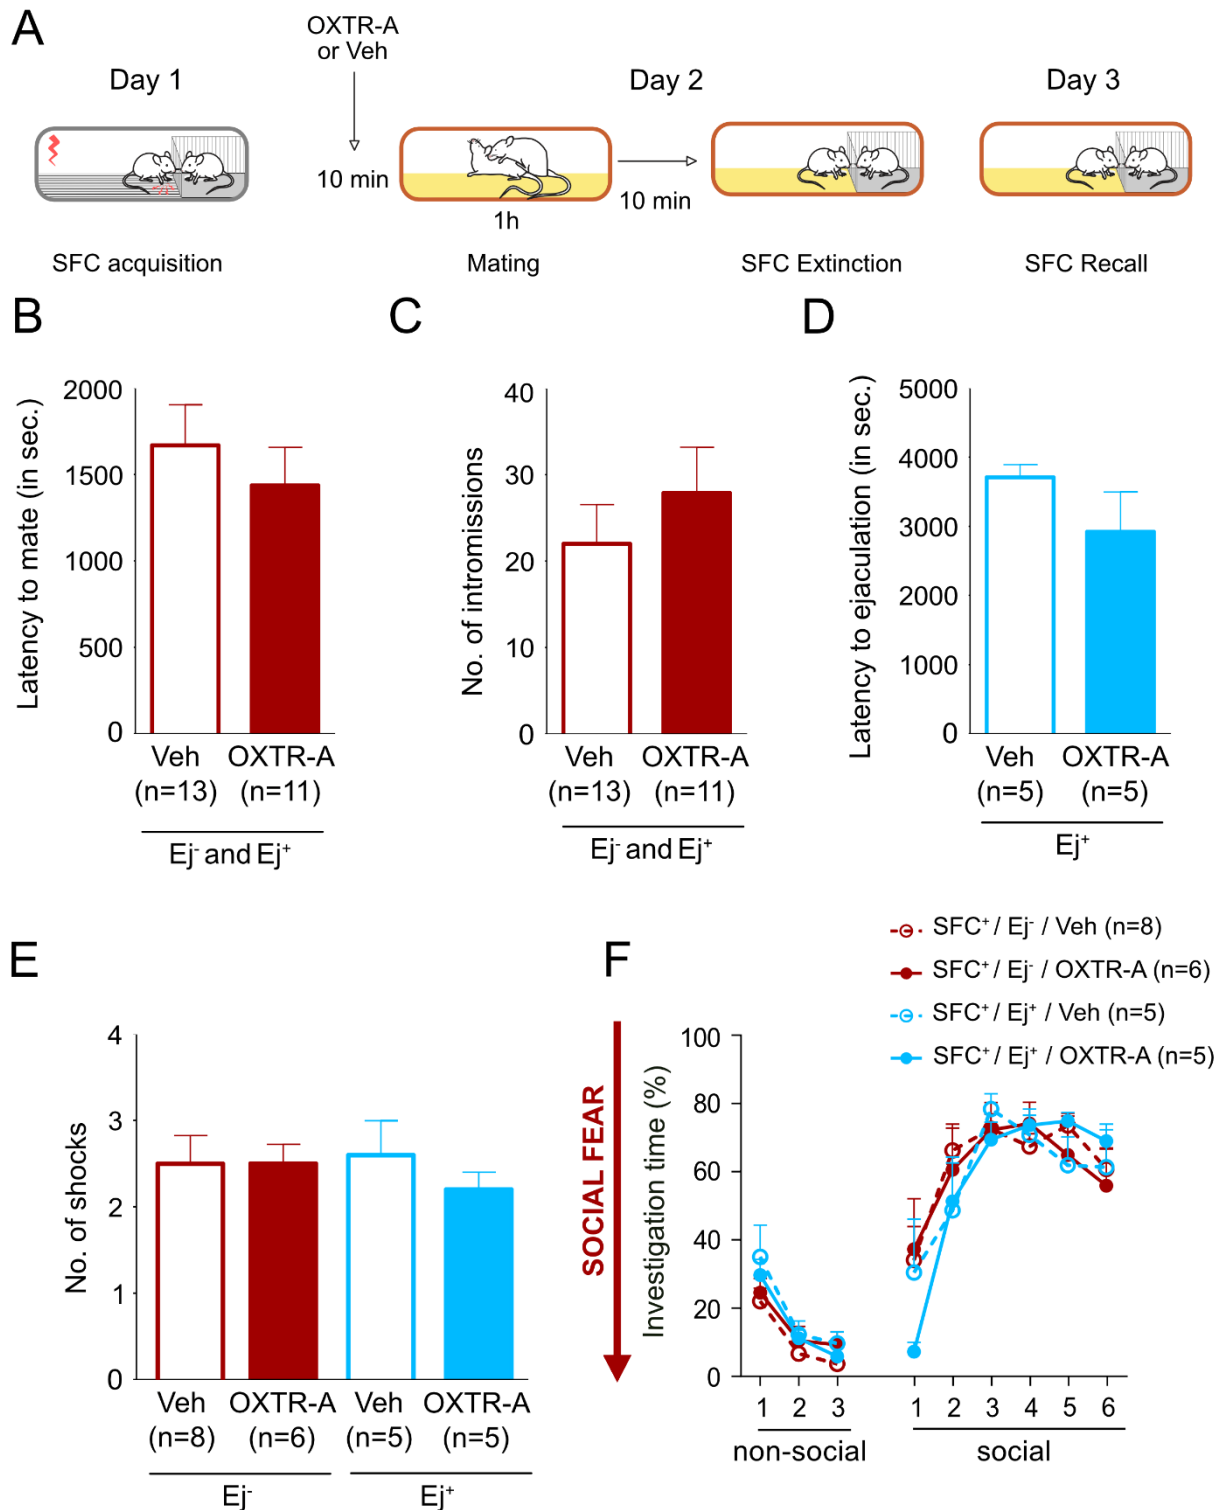 A
OXTR-A
or Veh
Day 1
Day 2
Day 3
10 min
1h
10 min
SFC acquisition
Mating
SFC Extinction
SFC Recall
B
Latency to mate (in sec.)
2000
1500
1000
500
0
Veh
(n=13)
OXTR-A
(n=11)
Ej⁻ and Ej⁺
C
No. of intromissions
40
30
20
10
0
Veh
(n=13)
OXTR-A
(n=11)
Ej⁻ and Ej⁺
D
Latency to ejaculation (in sec.)
5000
4000
3000
2000
1000
0
Veh
(n=5)
OXTR-A
(n=5)
Ej⁺
E
No. of shocks
4
3
2
1
0
Veh
(n=8)
OXTR-A
(n=6)
Veh
(n=5)
OXTR-A
(n=5)
Ej⁻
Ej⁺
F
SFC⁺ / Ej⁻ / Veh (n=8)
SFC⁺ / Ej⁻ / OXTR-A (n=6)
SFC⁺ / Ej⁺ / Veh (n=5)
SFC⁺ / Ej⁺ / OXTR-A (n=5)
SOCIAL FEAR
Investigation time (%)
100
80
60
40
20
0
1 2 3
non-social
1 2 3 4 5 6
social